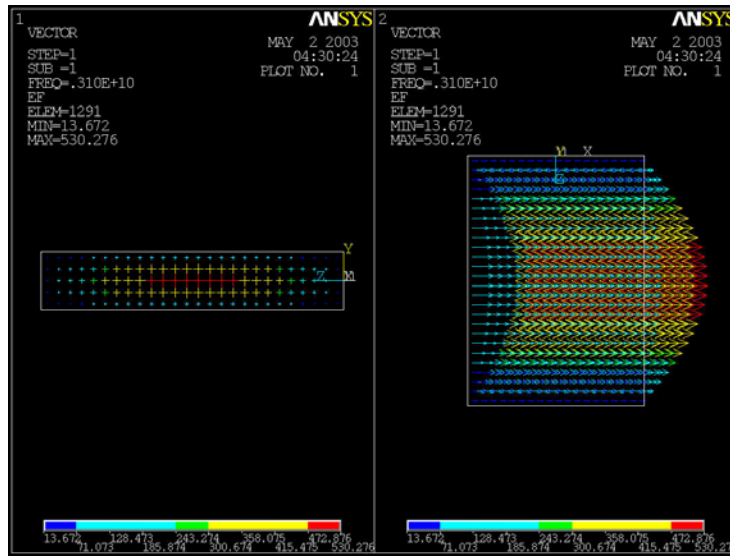 1
ANSYS
VECTOR
MAY 2 2003
04:30:24
PLOT NO. 1
STEP=1
SUB =1
FREQ=.310E+10
EF
ELEM=1291
MIN=13.672
MAX=530.276
Y
Z
13.672 128.473 243.274 358.075 472.876
71.073 185.874 300.674 415.475 530.276
2
ANSYS
VECTOR
MAY 2 2003
04:30:24
PLOT NO. 1
STEP=1
SUB =1
FREQ=.310E+10
EF
ELEM=1291
MIN=13.672
MAX=530.276
X
Z
13.672 128.473 243.274 358.075 472.876
71.073 185.874 300.674 415.475 530.276